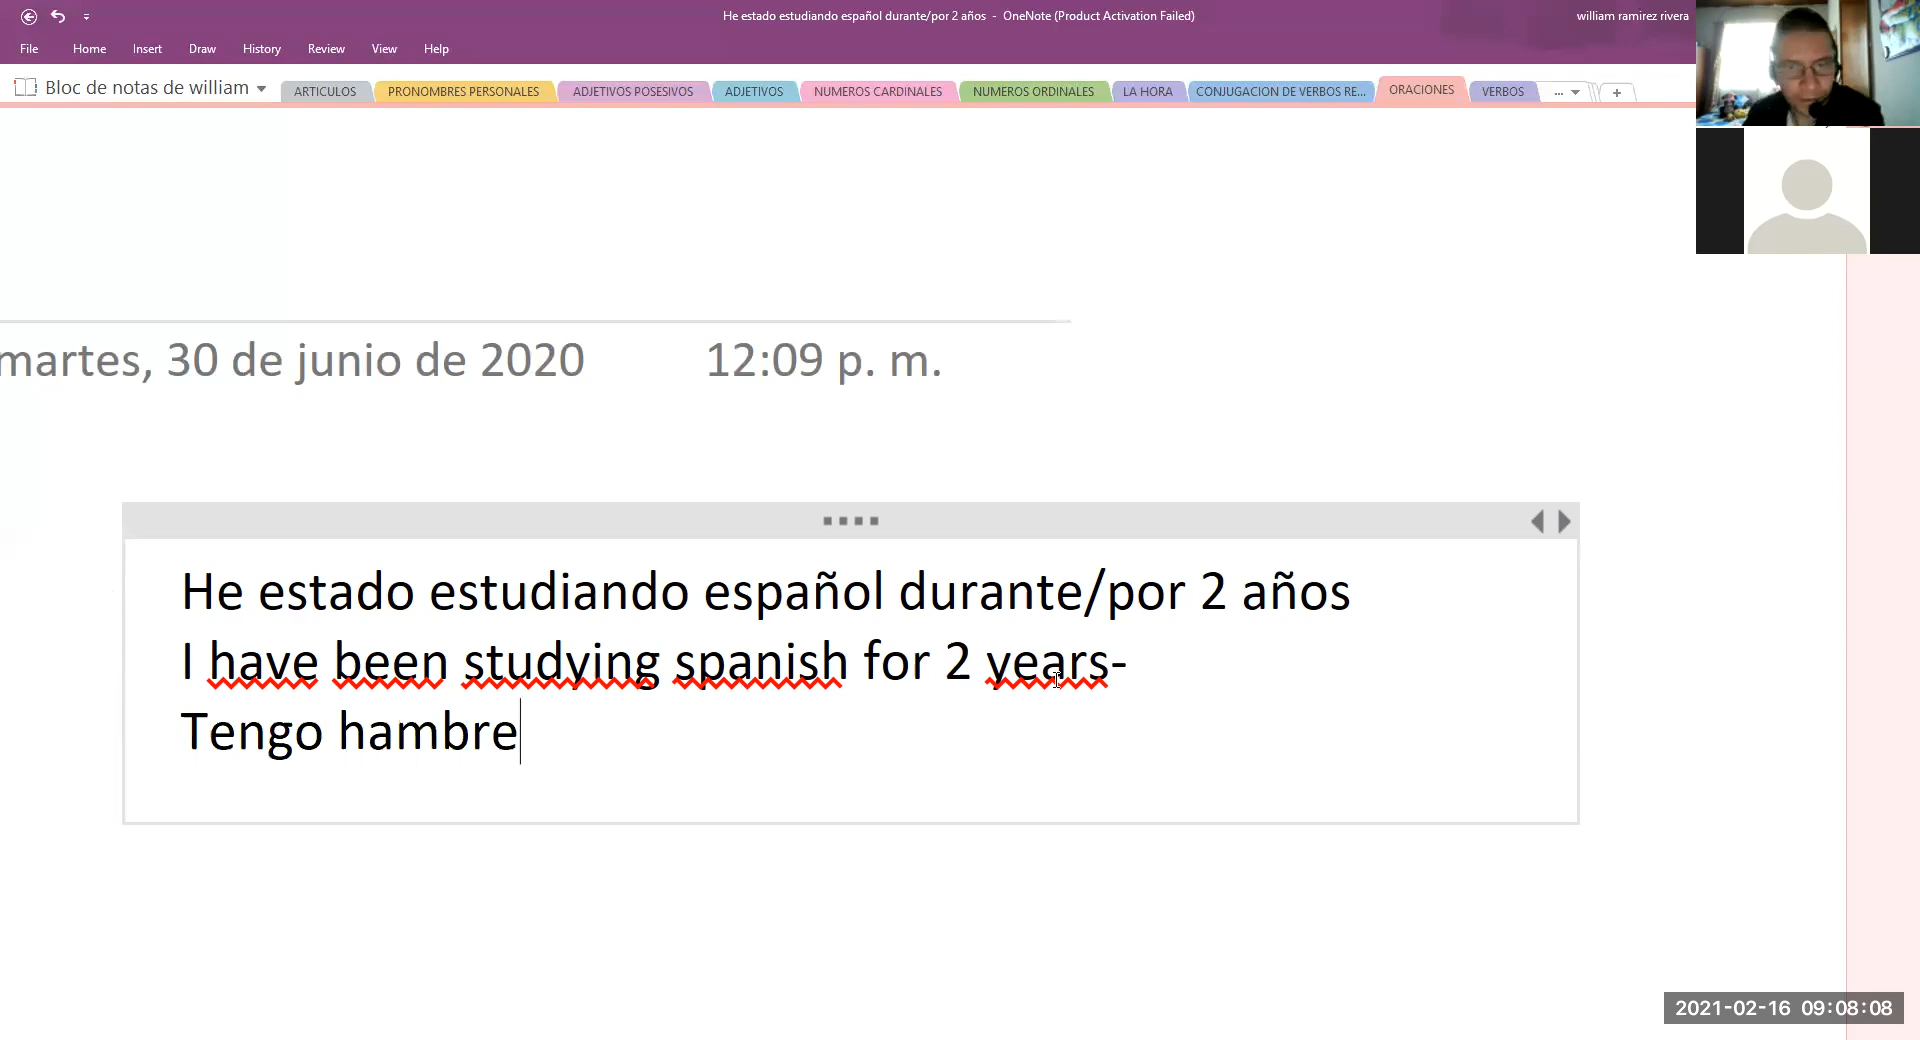 He estado estudiando español durante/por 2 años - OneNote (Product Activation Failed)
william ramirez rivera
File Home Insert Draw History Review View Help
Bloc de notas de william
ARTICULOS PRONOMBRES PERSONALES ADJETIVOS POSESIVOS ADJETIVOS NUMEROS CARDINALES NUMEROS ORDINALES LA HORA CONJUGACION DE VERBOS RE... ORACIONES VERBOS ...
martes, 30 de junio de 2020 12:09 p. m.
He estado estudiando español durante/por 2 años
I have been studying spanish for 2 years-
Tengo hambre
2021-02-16 09:08:08